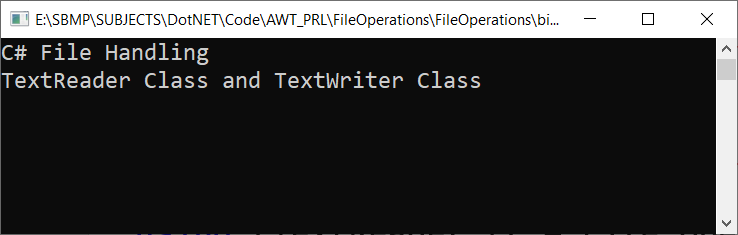 E:\SBMP\SUBJECTS\DotNET\Code\AWT_PRL\FileOperations\FileOperations\bi...
C# File Handling
TextReader Class and TextWriter Class